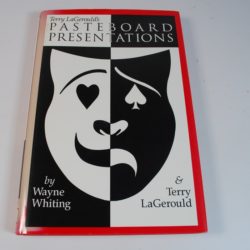 Terry LaGerould's
PASTEBOARD
PRESENTATIONS
by
Wayne
Whiting
&
Terry
LaGerould